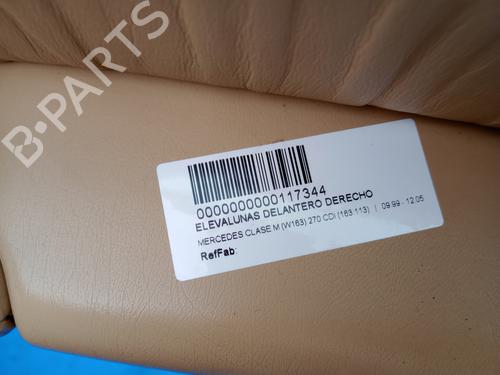 B-PARTS
0000000000117344
ELEVALUNAS DELANTERO DERECHO
MERCEDES CLASE M (W163) 270 CDI (163.113) | 09.99 - 12.05
RefFab: